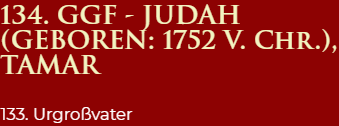 134. GGF - JUDAH
(GEBOREN: 1752 V. CHR.),
TAMAR
133. Urgroßvater